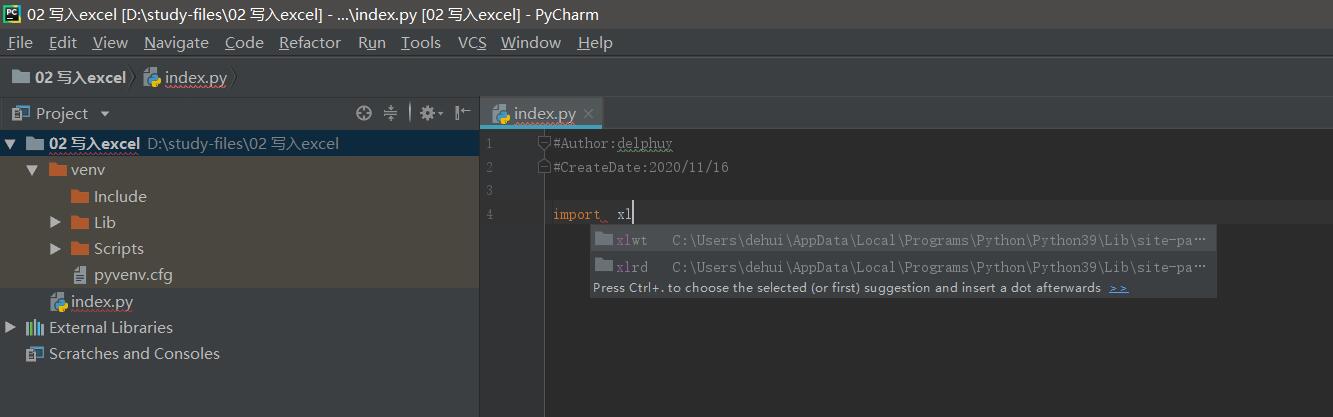 02 写入excel [D:\study-files\02 写入excel] - ...\index.py [02 写入excel] - PyCharm
File Edit View Navigate Code Refactor Run Tools VCS Window Help
02 写入excel index.py
Project
index.py
02 写入excel D:\study-files\02 写入excel
venv
Include
Lib
Scripts
pyvenv.cfg
index.py
External Libraries
Scratches and Consoles
1 #Author:delphuy
2 #CreateDate:2020/11/16
3
4 import xl
xlwt C:\Users\dehui\AppData\Local\Programs\Python\Python39\Lib\site-pa…
xlrd C:\Users\dehui\AppData\Local\Programs\Python\Python39\Lib\site-pa…
Press Ctrl+. to choose the selected (or first) suggestion and insert a dot afterwards >>